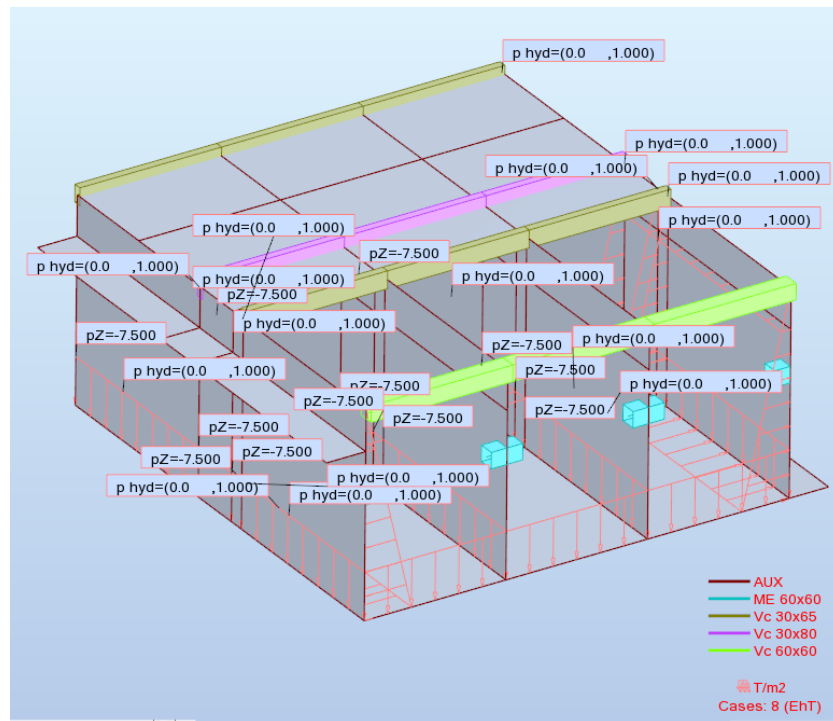 p hyd=(0.0 ,1.000)
p hyd=(0.0 ,1.000)
p hyd=(0.0 ,1.000)
p hyd=(0.0 ,1.000)
p hyd=(0.0 ,1.000)
p hyd=(0.0 ,1.000)
pZ=-7.500
p hyd=(0.0 ,1.000)
p hyd=(0.0 ,1.000)
p hyd=(0.0 ,1.000)
pZ=-7.500
p hyd=(0.0 ,1.000)
pZ=-7.500
pZ=-7.500
p hyd=(0.0 ,1.000)
p hyd=(0.0 ,1.000)
pZ=-7.500
pZ=-7.500
p hyd=(0.0 ,1.000)
pZ=-7.500
pZ=-7.500
pZ=-7.500
pZ=-7.500
pZ=-7.500
pZ=-7.500
p hyd=(0.0 ,1.000)
p hyd=(0.0 ,1.000)
p hyd=(0.0 ,1.000)
AUX
ME 60x60
Vc 30x65
Vc 30x80
Vc 60x60
T/m2
Cases: 8 (EhT)